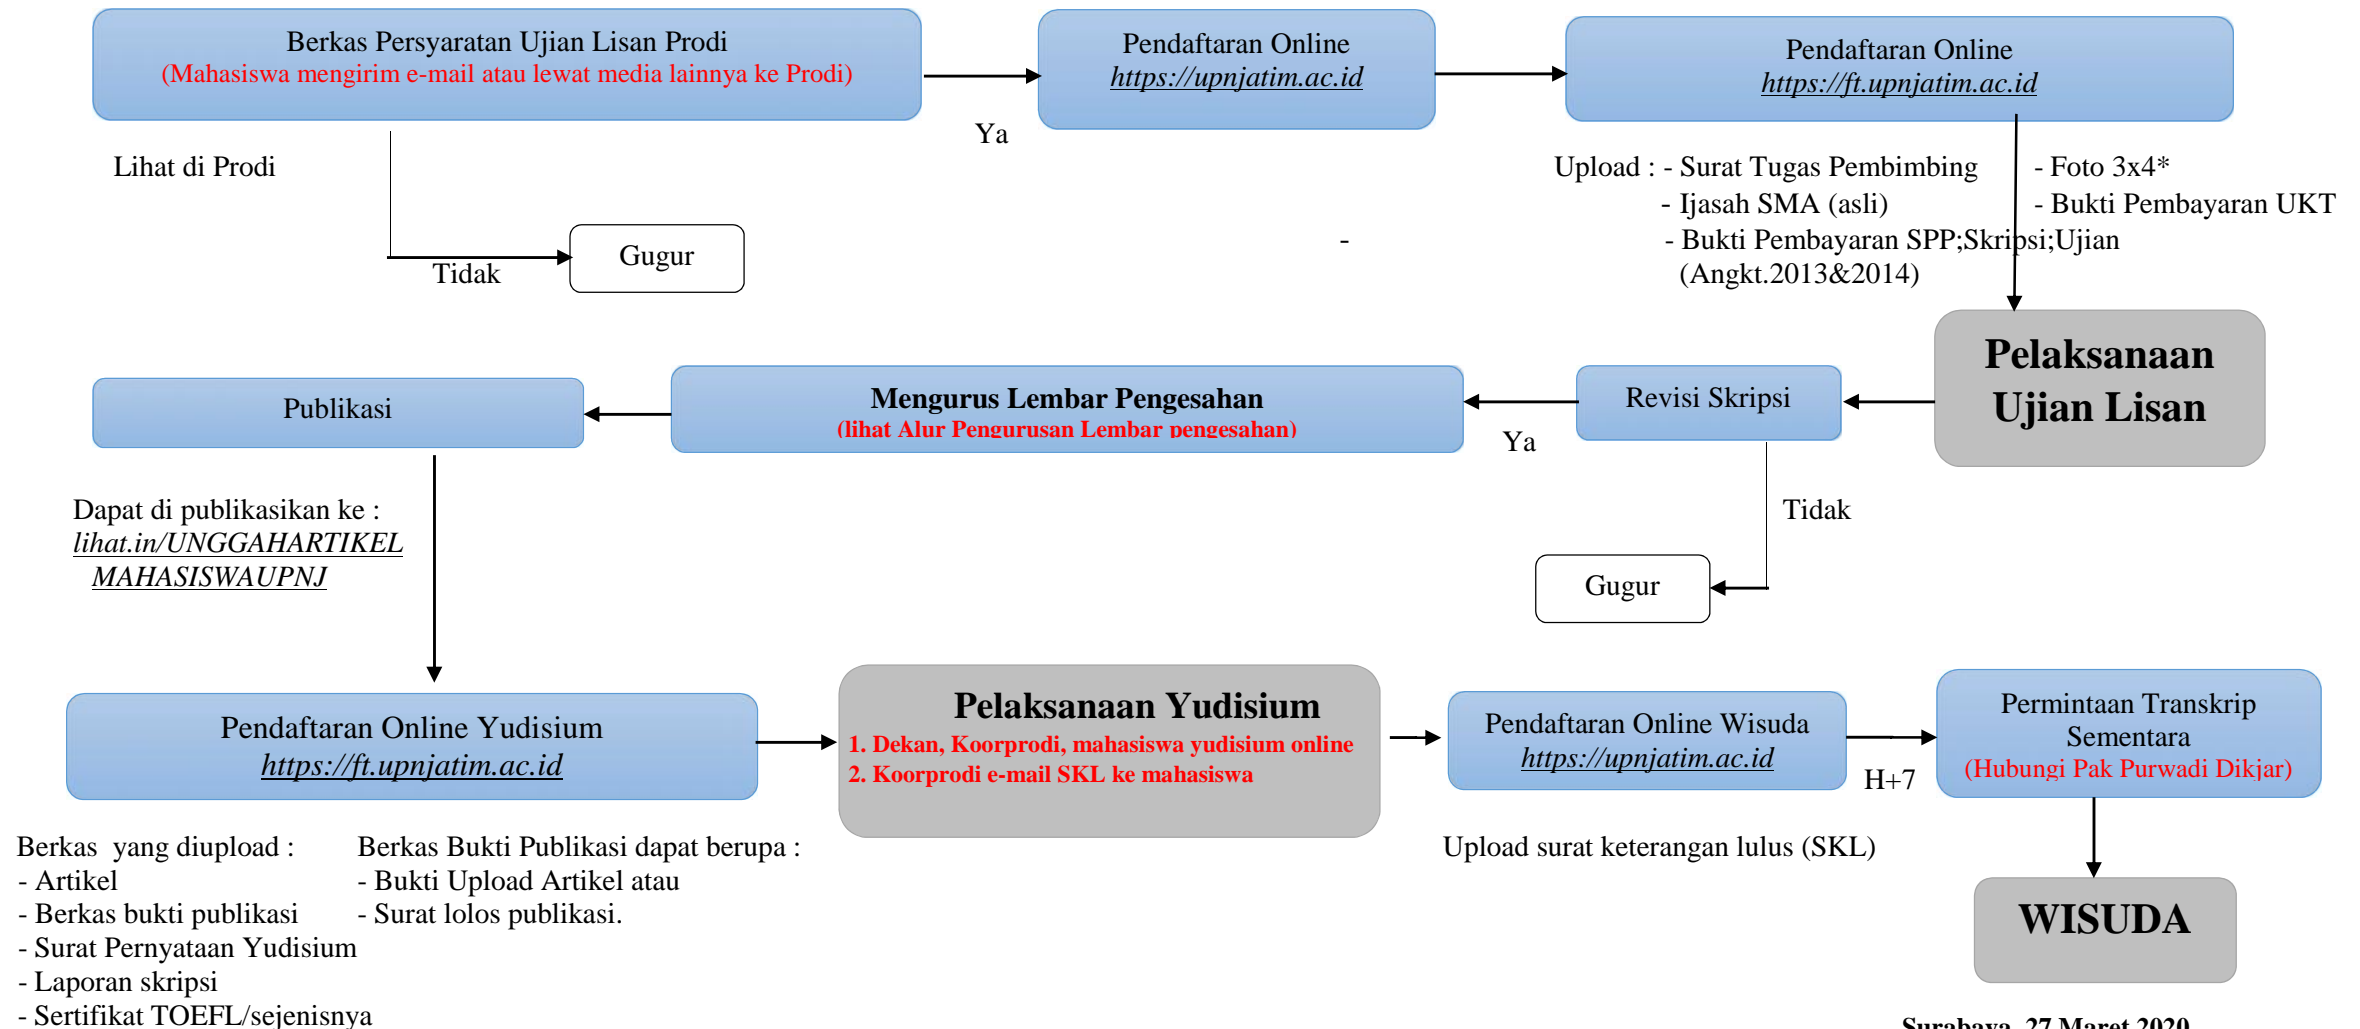 Berkas Persyaratan Ujian Lisan Prodi
(Mahasiswa mengirim e-mail atau lewat media lainnya ke Prodi)
Pendaftaran Online
https://upnjatim.ac.id
Pendaftaran Online
https://ft.upnjatim.ac.id
Ya
Lihat di Prodi
Tidak
Gugur
-
Upload : - Surat Tugas Pembimbing
- Ijasah SMA (asli)
- Bukti Pembayaran SPP;Skripsi;Ujian
(Angkt.2013&2014)
- Foto 3x4*
- Bukti Pembayaran UKT
Pelaksanaan
Ujian Lisan
Revisi Skripsi
Ya
Tidak
Gugur
Mengurus Lembar Pengesahan
(lihat Alur Pengurusan Lembar pengesahan)
Publikasi
Dapat di publikasikan ke :
lihat.in/UNGGAHARTIKEL
MAHASISWAUPNJ
Pendaftaran Online Yudisium
https://ft.upnjatim.ac.id
Pelaksanaan Yudisium
1. Dekan, Koorprodi, mahasiswa yudisium online
2. Koorprodi e-mail SKL ke mahasiswa
Pendaftaran Online Wisuda
https://upnjatim.ac.id
H+7
Permintaan Transkrip
Sementara
(Hubungi Pak Purwadi Dikjar)
Berkas yang diupload :
- Artikel
- Berkas bukti publikasi
- Surat Pernyataan Yudisium
- Laporan skripsi
- Sertifikat TOEFL/sejenisnya
Berkas Bukti Publikasi dapat berupa :
- Bukti Upload Artikel atau
- Surat lolos publikasi.
Upload surat keterangan lulus (SKL)
WISUDA
Surabaya, 27 Maret 2020